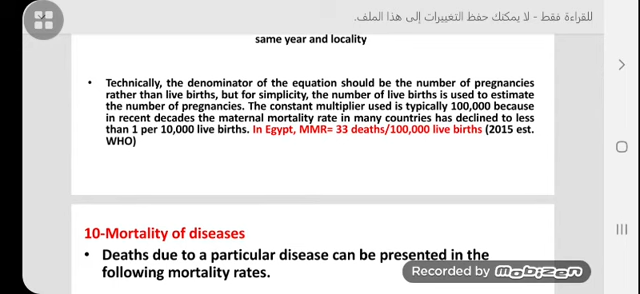 للقراءة فقط - لا يمكنك حفظ التغييرات إلى هذا الملف.
same year and locality
• Technically, the denominator of the equation should be the number of pregnancies
rather than live births, but for simplicity, the number of live births is used to estimate
the number of pregnancies. The constant multiplier used is typically 100,000 because
in recent decades the maternal mortality rate in many countries has declined to less
than 1 per 10,000 live births. In Egypt, MMR= 33 deaths/100,000 live births (2015 est.
WHO)
10-Mortality of diseases
• Deaths due to a particular disease can be presented in the
following mortality rates.
Recorded by mobizen